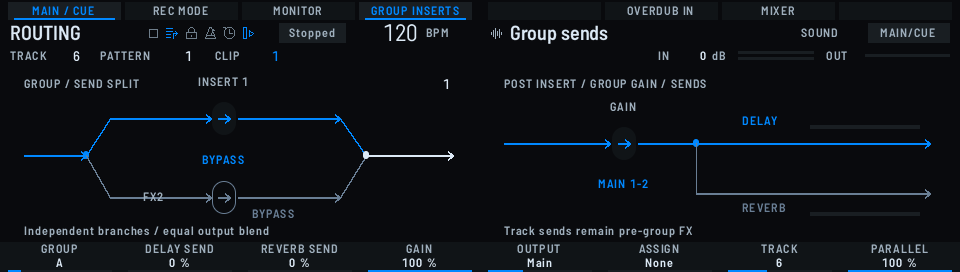 MAIN / CUE REC MODE MONITOR GROUP INSERTS OVERDUB IN MIXER
ROUTING Stopped 120 BPM Group sends SOUND MAIN/CUE
TRACK 6 PATTERN 1 CLIP 1 IN 0 dB OUT
GROUP / SEND SPLIT INSERT 1 1 POST INSERT / GROUP GAIN / SENDS
GAIN
DELAY
BYPASS
MAIN 1-2
FX2
BYPASS REVERB
Independent branches / equal output blend Track sends remain pre-group FX
GROUP DELAY SEND REVERB SEND GAIN OUTPUT ASSIGN TRACK PARALLEL
A 0 % 0 % 100 % Main None 6 100 %